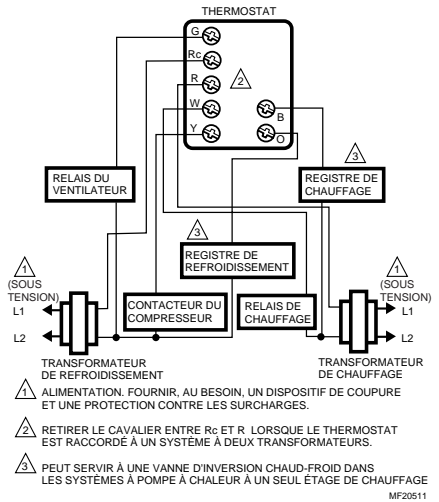 THERMOSTAT
G
Rc
R
W
Y
B
O
2
3
RELAIS DU
VENTILATEUR
REGISTRE DE
CHAUFFAGE
3
REGISTRE DE
REFROIDISSEMENT
1
(SOUS
TENSION)
L1
L2
CONTACTEUR DU
COMPRESSEUR
RELAIS DE
CHAUFFAGE
1
(SOUS
TENSION)
L1
L2
TRANSFORMATEUR
DE REFROIDISSEMENT
TRANSFORMATEUR
DE CHAUFFAGE
1 ALIMENTATION. FOURNIR, AU BESOIN, UN DISPOSITIF DE COUPURE
ET UNE PROTECTION CONTRE LES SURCHARGES.
2 RETIRER LE CAVALIER ENTRE Rc ET R LORSQUE LE THERMOSTAT
EST RACCORDÉ À UN SYSTÈME À DEUX TRANSFORMATEURS.
3 PEUT SERVIR À UNE VANNE D'INVERSION CHAUD-FROID DANS
LES SYSTÈMES À POMPE À CHALEUR À UN SEUL ÉTAGE DE CHAUFFAGE
MF20511